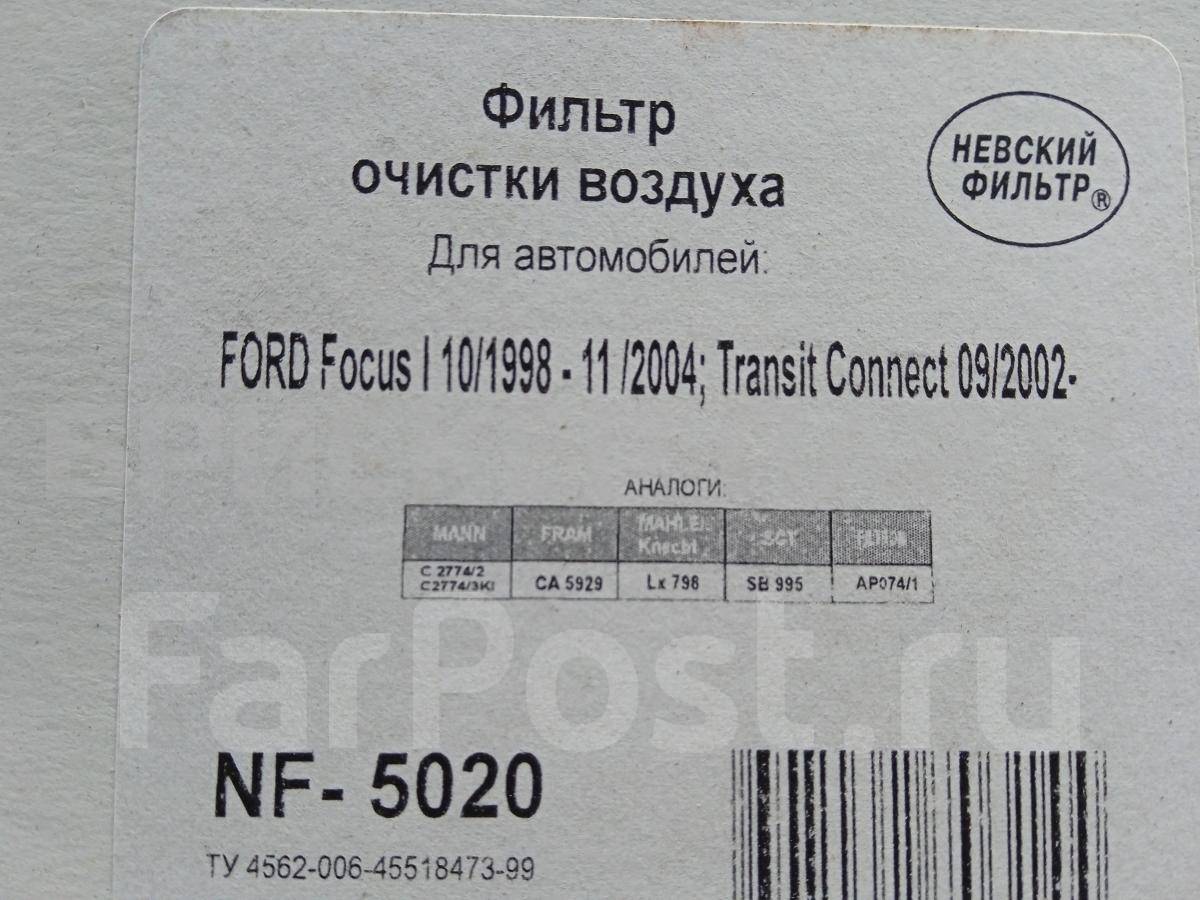 Фильтр
очистки воздуха
НЕВСКИЙ
ФИЛЬТР®
Для автомобилей:
FORD Focus I 10/1998 - 11 /2004; Transit Connect 09/2002-
АНАЛОГИ:
MANN FRAM MAHLE/ Knecht SCT
C 2774/2
C2774/3KI CA 5929 Lx 798 SB 995 AP074/1
FarPost.ru
NF- 5020
ТУ 4562-006-45518473-99